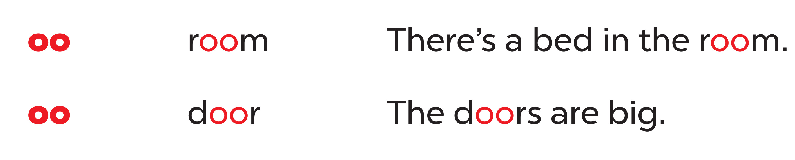 oo room There’s a bed in the room.
oo door The doors are big.